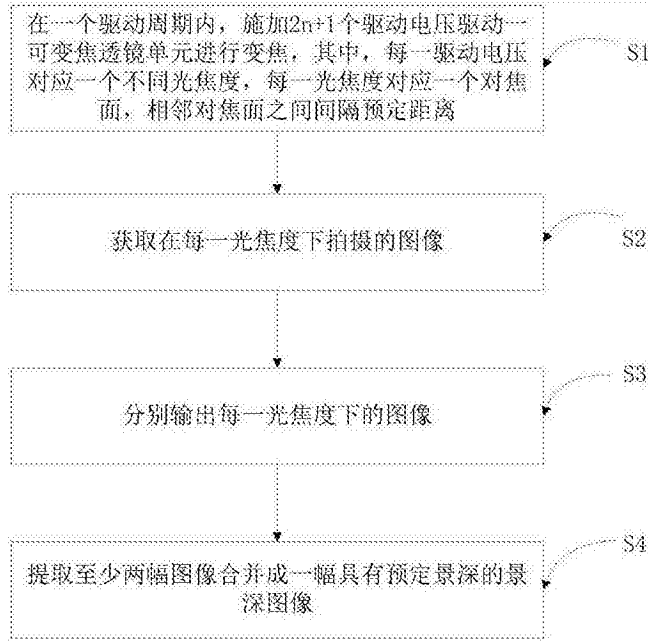 在一个驱动周期内，施加2n+1个驱动电压驱动一
可变焦透镜单元进行变焦，其中，每一驱动电压
对应一个不同光焦度，每一光焦度对应一个对焦
面，相邻对焦面之间间隔预定距离
S1
获取在每一光焦度下拍摄的图像
S2
分别输出每一光焦度下的图像
S3
提取至少两幅图像合并成一幅具有预定景深的景
深图像
S4